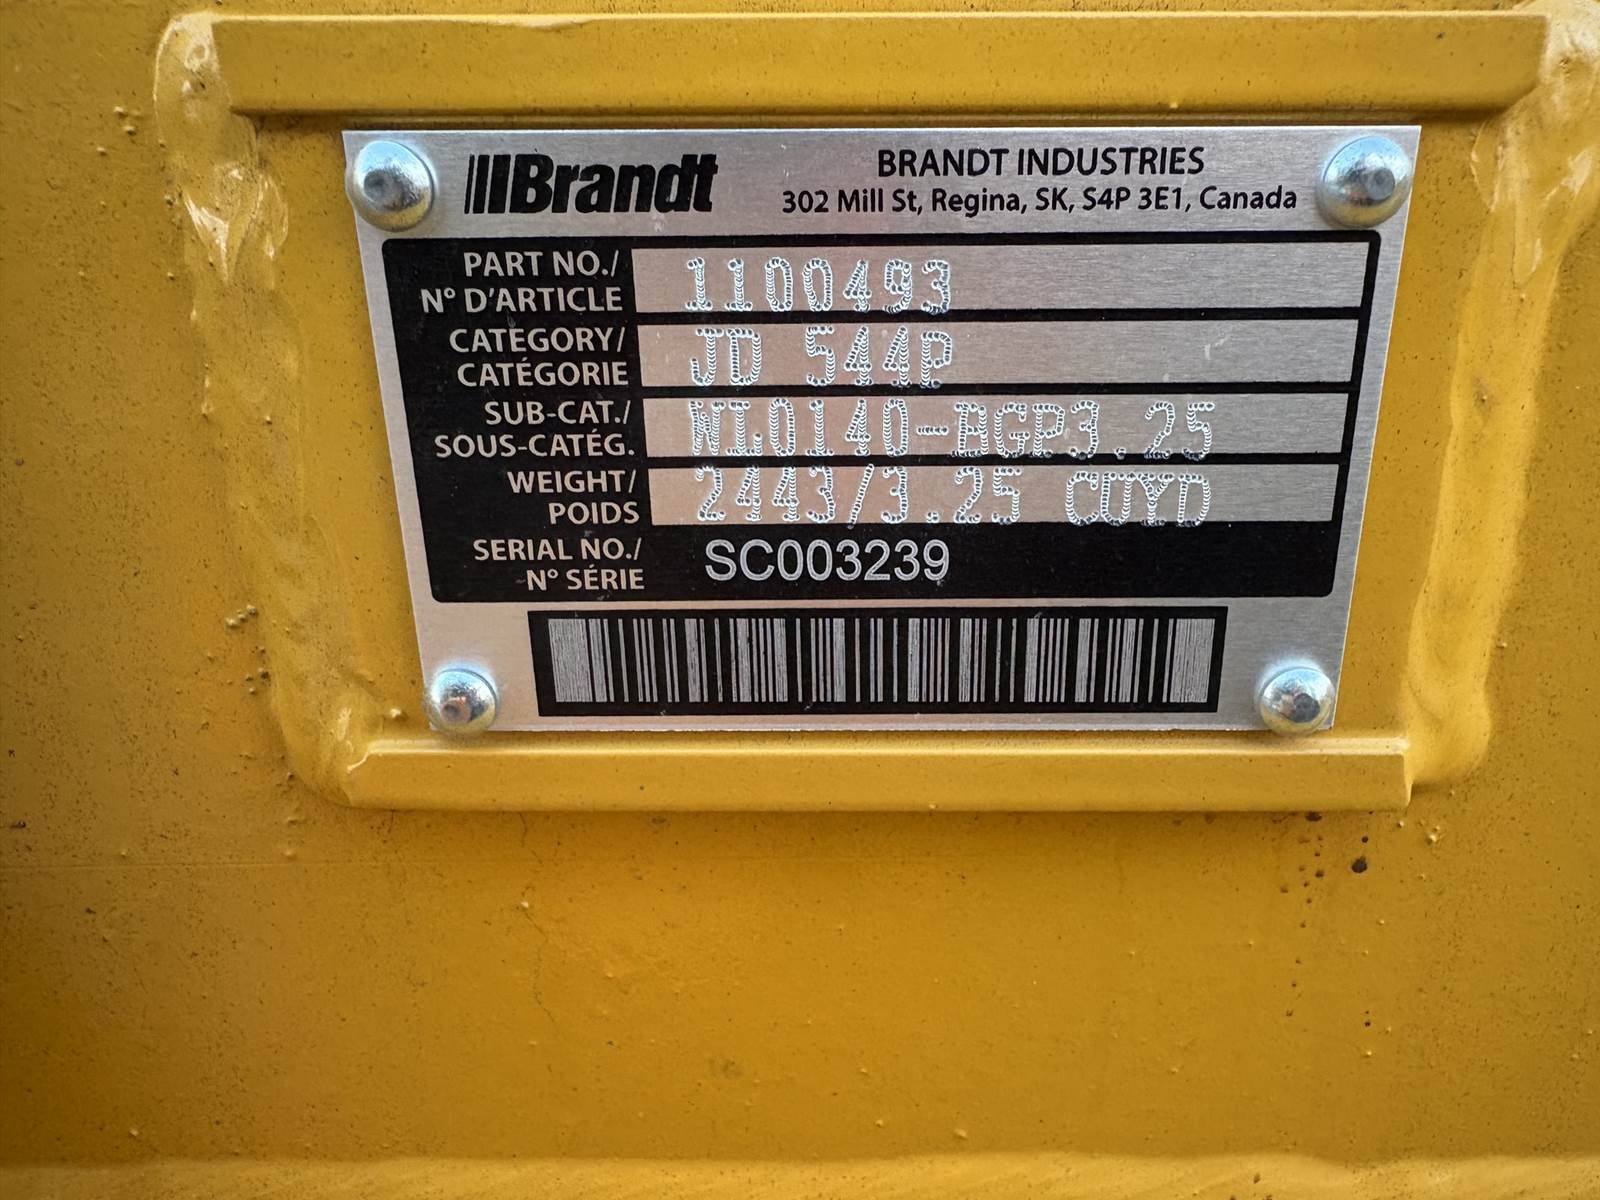 Brandt
BRANDT INDUSTRIES
302 Mill St, Regina, SK, S4P 3E1, Canada
PART NO./
N° D'ARTICLE
1100493
CATEGORY/
CATÉGORIE
JD 544P
SUB-CAT./
SOUS-CATÉG.
WL0140-BGP3.25
WEIGHT/
POIDS
2443/3.25 CUYD
SERIAL NO./
N° SÉRIE
SC003239